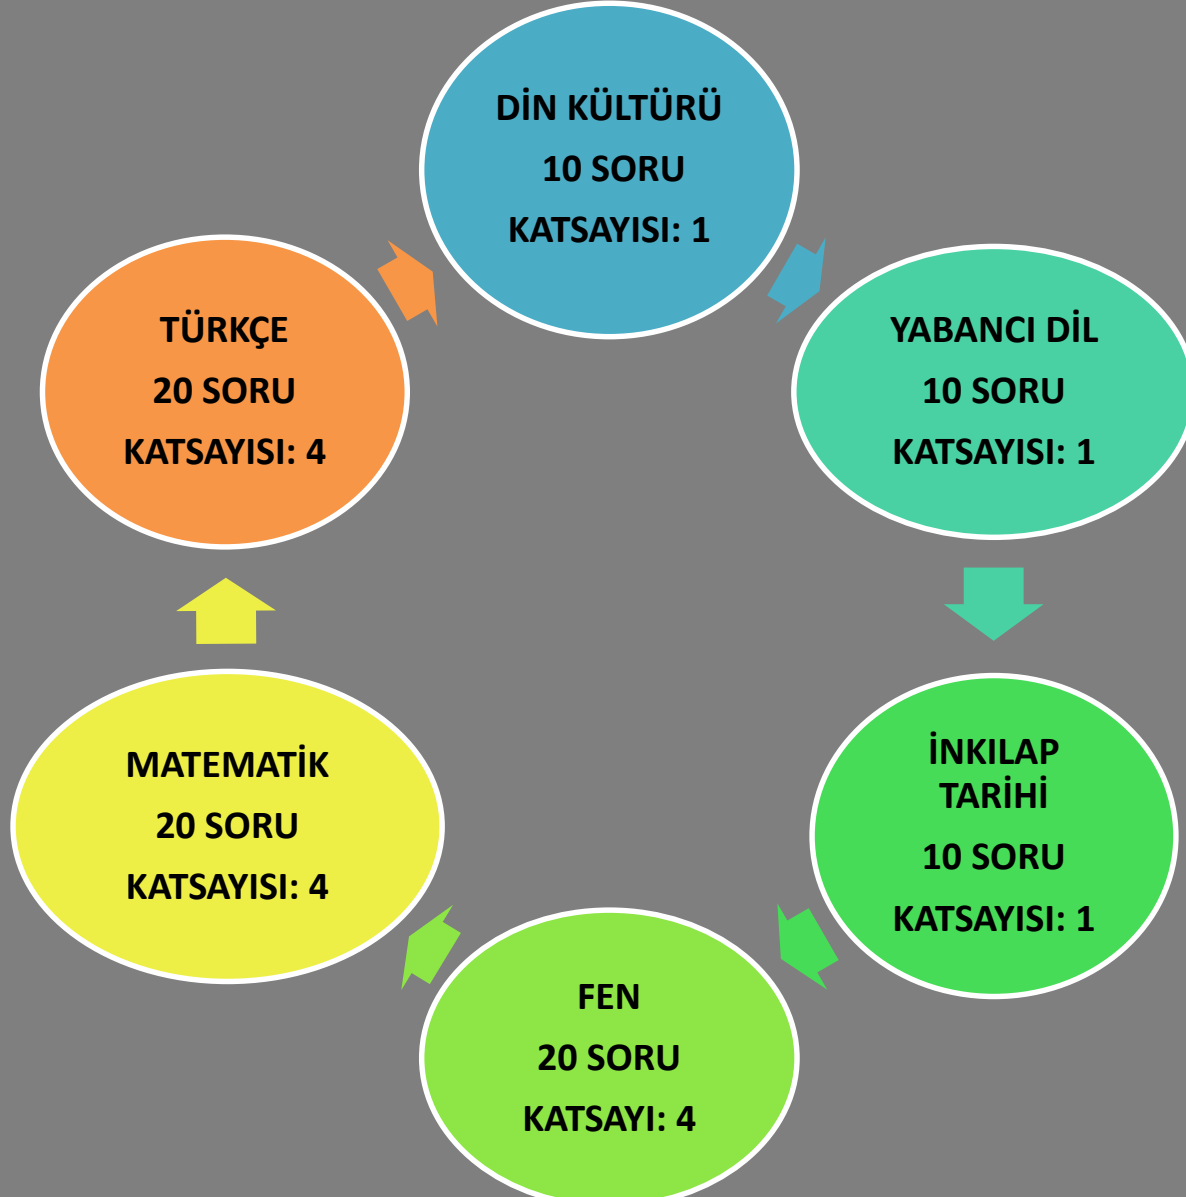 DİN KÜLTÜRÜ
10 SORU
KATSAYISI: 1
YABANCI DİL
10 SORU
KATSAYISI: 1
İNKILAP
TARİHİ
10 SORU
KATSAYISI: 1
FEN
20 SORU
KATSAYI: 4
MATEMATİK
20 SORU
KATSAYISI: 4
TÜRKÇE
20 SORU
KATSAYISI: 4